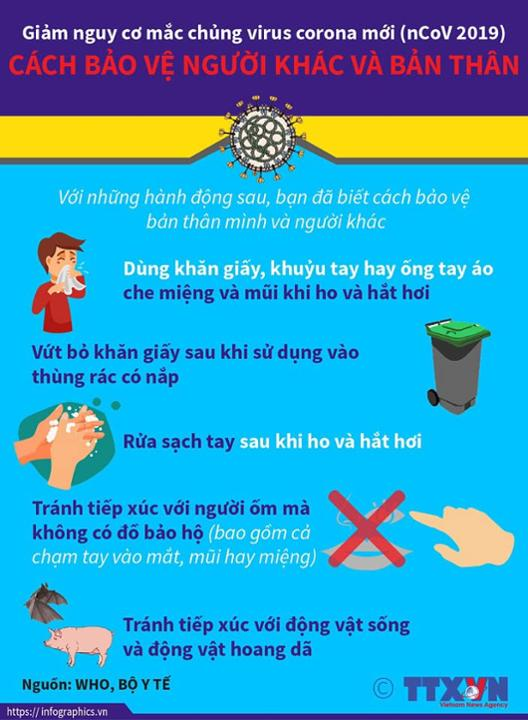 Giảm nguy cơ mắc chủng virus corona mới (nCoV 2019)
CÁCH BẢO VỆ NGƯỜI KHÁC VÀ BẢN THÂN
Với những hành động sau, bạn đã biết cách bảo vệ
bản thân mình và người khác
Dùng khăn giấy, khuỷu tay hay ống tay áo
che miệng và mũi khi ho và hắt hơi
Vứt bỏ khăn giấy sau khi sử dụng vào
thùng rác có nắp
Rửa sạch tay sau khi ho và hắt hơi
Tránh tiếp xúc với người ốm mà
không có đồ bảo hộ (bao gồm cả
chạm tay vào mắt, mũi hay miệng)
Tránh tiếp xúc với động vật sống
và động vật hoang dã
Nguồn: WHO, BỘ Y TẾ
© TTXVN
Vietnam News Agency
https://infographics.vn